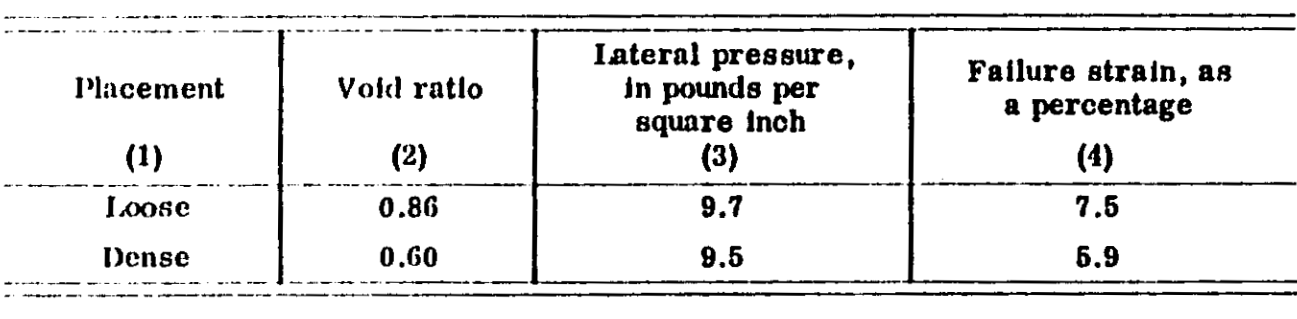 Placement Void ratio Lateral pressure, in pounds per square inch Failure strain, as a percentage
(1) (2) (3) (4)
Loose 0.86 9.7 7.5
Dense 0.60 9.5 5.9